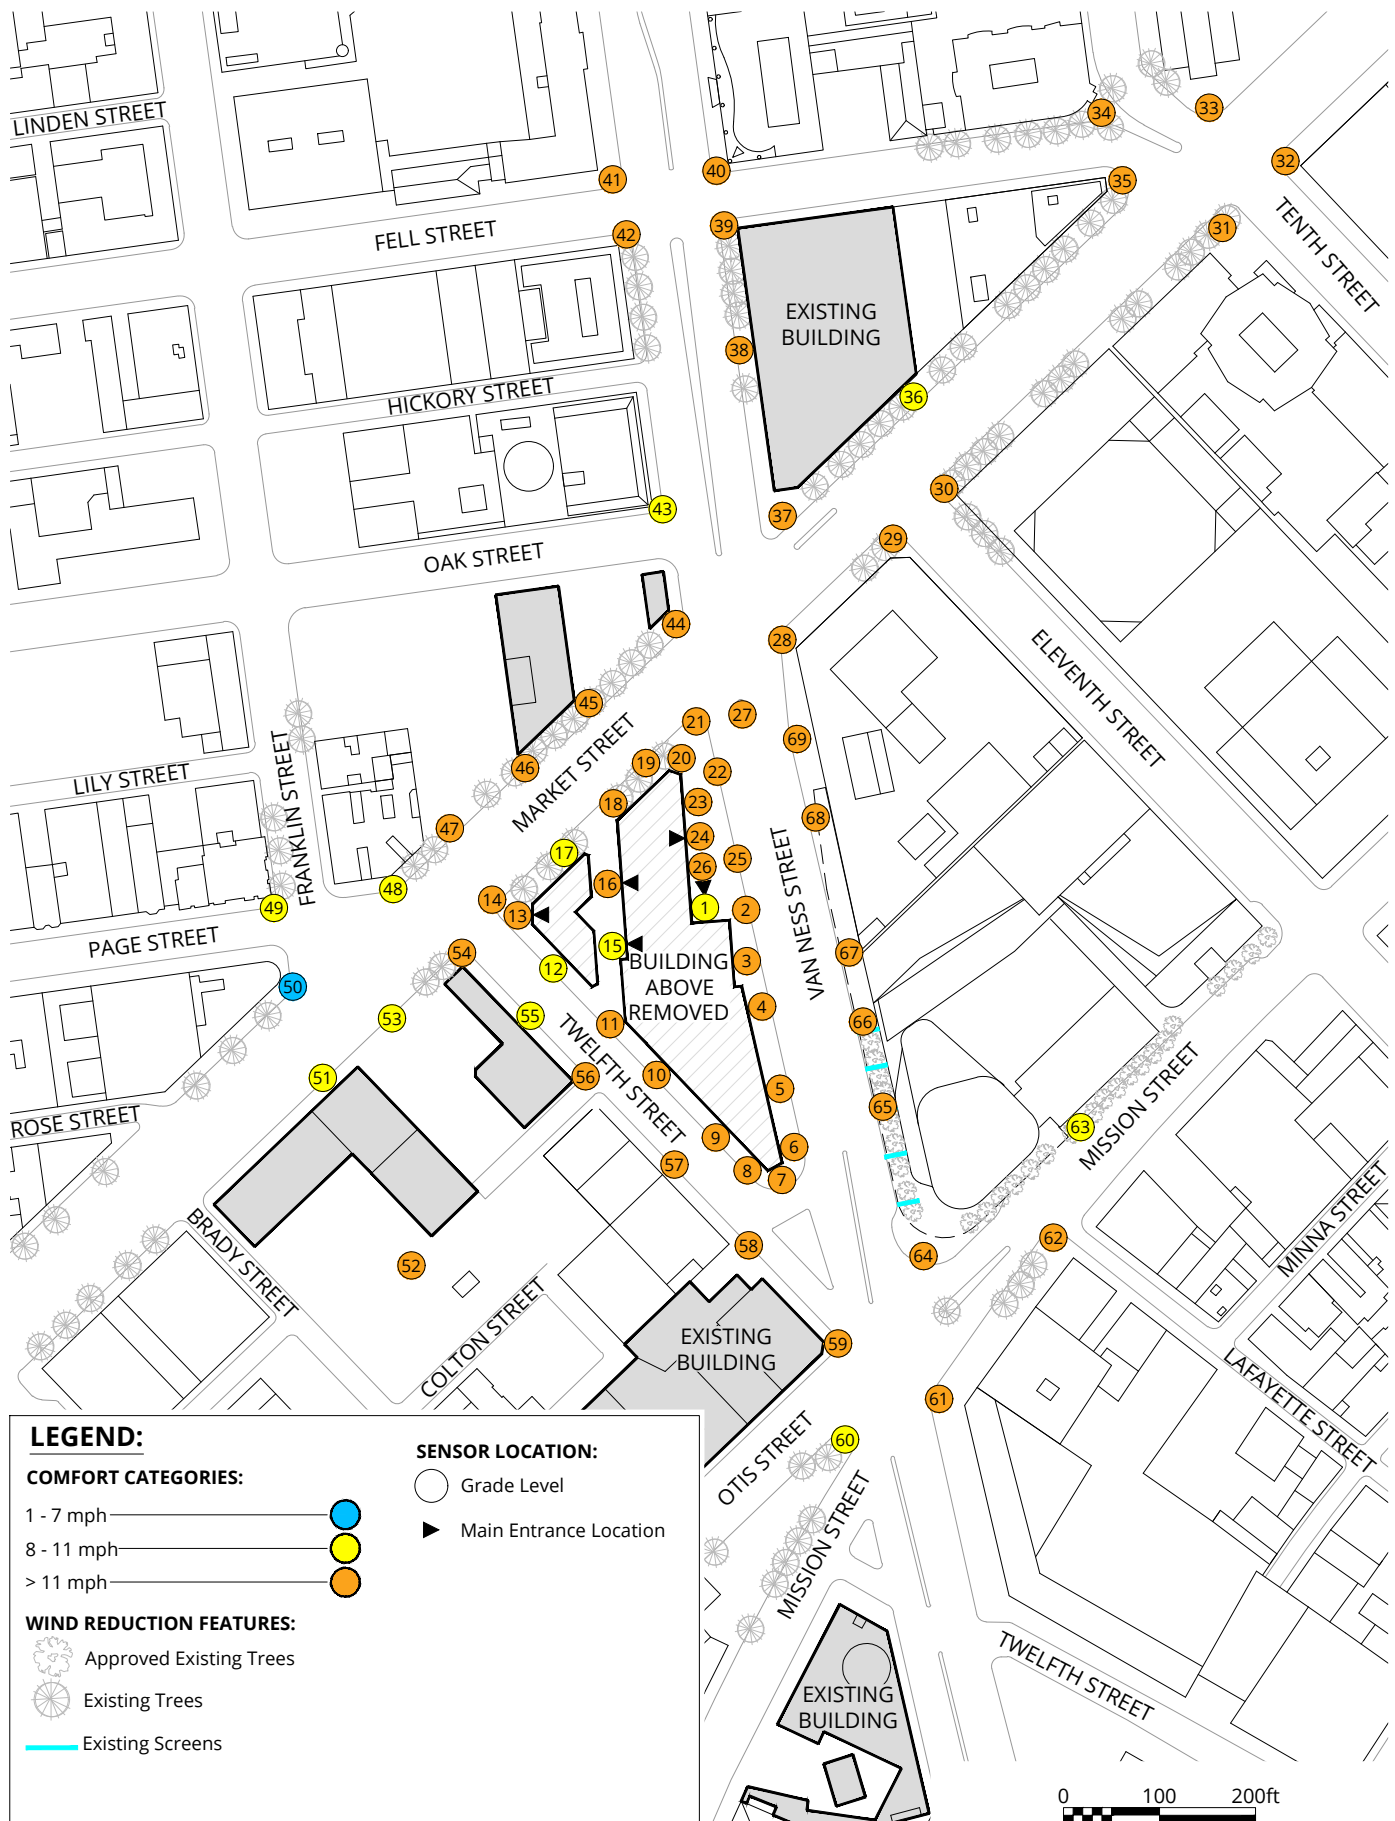 LINDEN STREET
34
33
40
41
32
35
39
42
31
FELL STREET
TENTH STREET
EXISTING
BUILDING
38
HICKORY STREET
36
43
30
37
29
OAK STREET
44
28
ELEVENTH STREET
45
21
27
69
MARKET STREET
46
19
20
22
LILY STREET
FRANKLIN STREET
18
23
68
47
24
17
25
26
VAN NESS STREET
16
48
14
13
1
2
49
PAGE STREET
15
54
67
12
3
BUILDING
ABOVE
REMOVED
50
4
53
55
11
66
TWELFTH STREET
51
56
10
5
65
ROSE STREET
63
MISSION STREET
9
6
57
8
7
BRADY STREET
MINNA STREET
58
62
64
52
COLTON STREET
EXISTING
BUILDING
59
LAFAYETTE STREET
61
60
OTIS STREET
MISSION STREET
TWELFTH STREET
EXISTING
BUILDING
LEGEND:
COMFORT CATEGORIES:
1 - 7 mph
8 - 11 mph
> 11 mph
WIND REDUCTION FEATURES:
Approved Existing Trees
Existing Trees
Existing Screens
SENSOR LOCATION:
Grade Level
Main Entrance Location
0 100 200ft